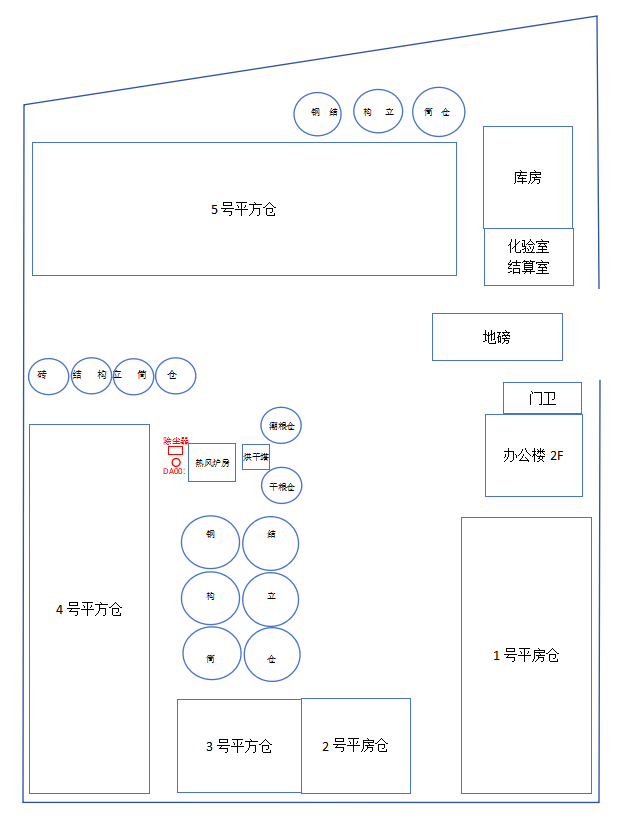 钢 结 构 立 筒 仓
库房
5号平方仓
化验室
结算室
地磅
砖 结 构 立 筒 仓
门卫
潮粮仓
除尘器
热风炉房
烘干塔
办公楼 2F
DA00
干粮仓
钢 结
构 立
筒 仓
4号平方仓
1号平房仓
3号平方仓
2号平房仓